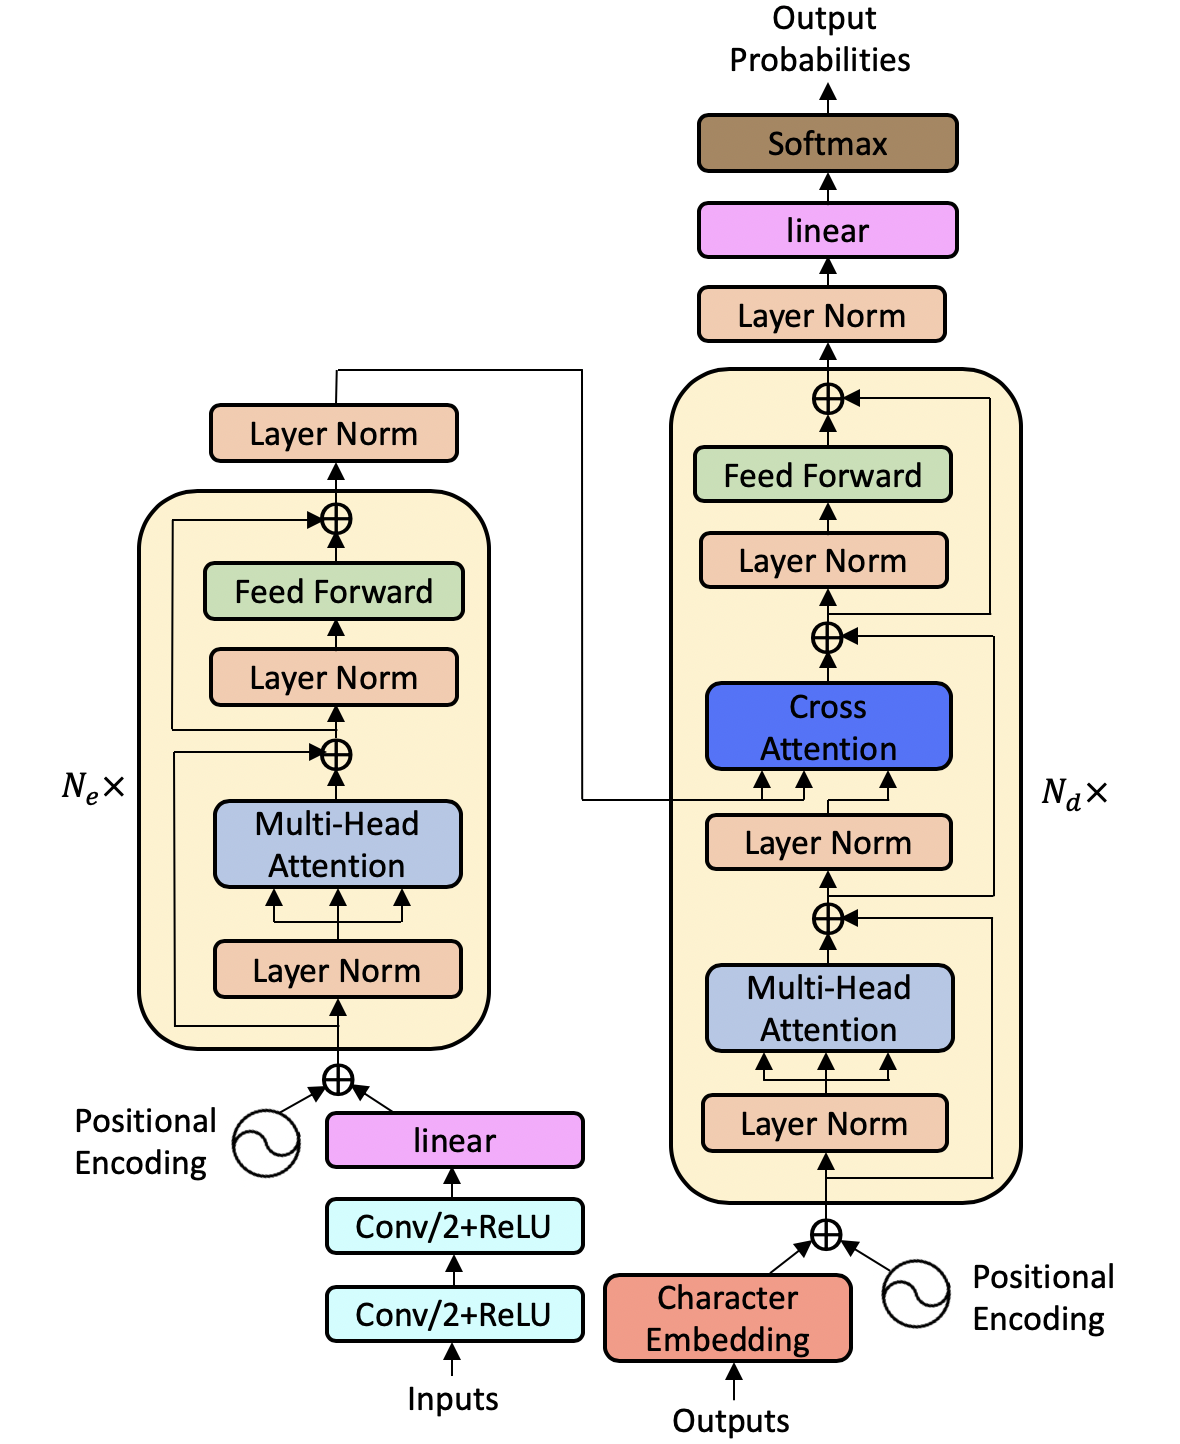 Output
Probabilities
Softmax
linear
Layer Norm
Feed Forward
Layer Norm
Cross
Attention
Layer Norm
Multi-Head
Attention
Layer Norm
N_d×
Character
Embedding
Positional
Encoding
Outputs
Layer Norm
Feed Forward
Layer Norm
N_e×
Multi-Head
Attention
Layer Norm
Positional
Encoding
linear
Conv/2+ReLU
Conv/2+ReLU
Inputs